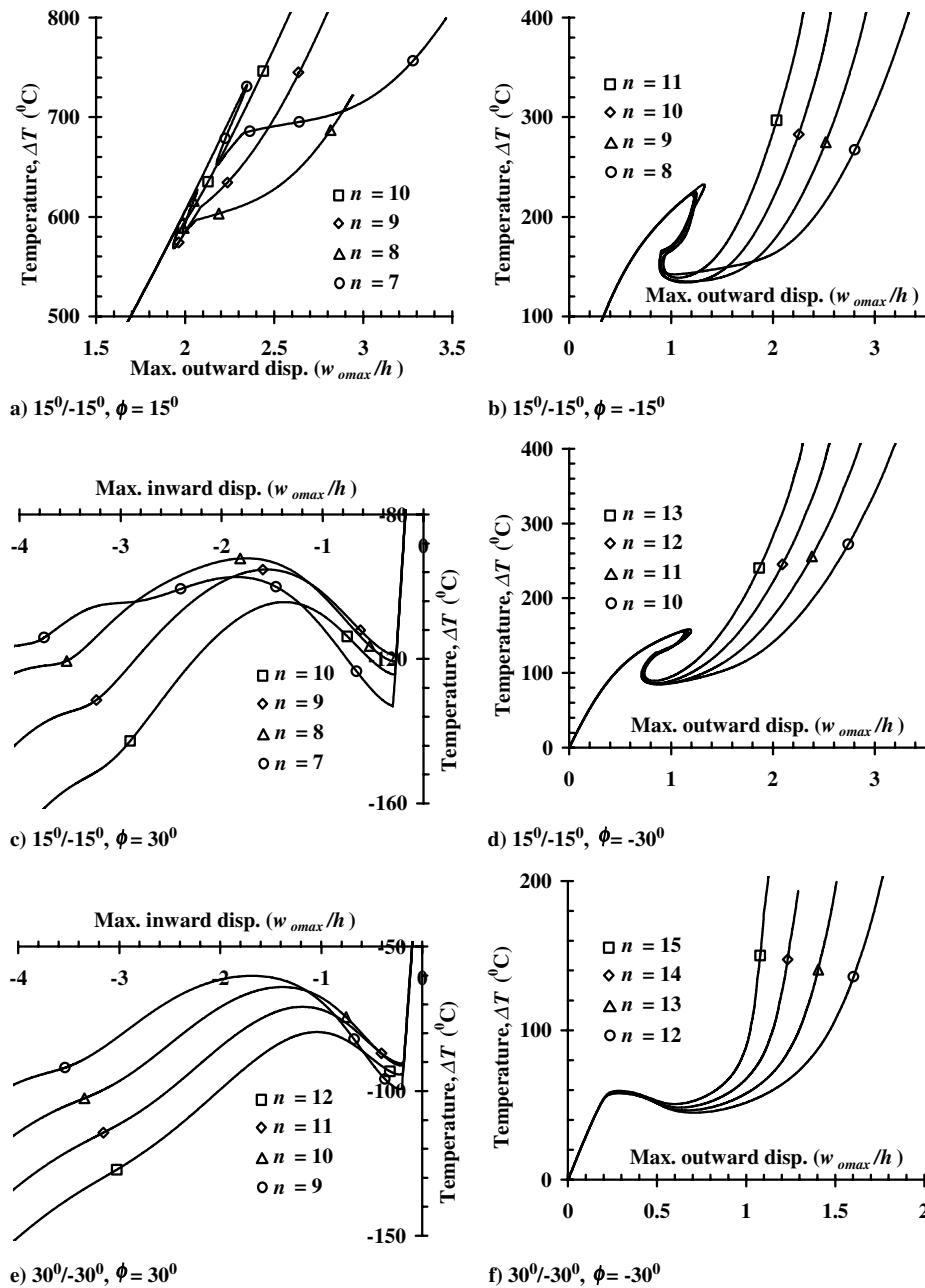 800
700
600
500
Temperature, ΔT (⁰C)
n = 10
n = 9
n = 8
n = 7
1.5 2 2.5 3 3.5
Max. outward disp. (w omax/h)
a) 15⁰/-15⁰, ϕ = 15⁰
400
300
200
100
Temperature, ΔT (⁰C)
n = 11
n = 10
n = 9
n = 8
Max. outward disp. (w omax/h)
0 1 2 3
b) 15⁰/-15⁰, ϕ = -15⁰
Max. inward disp. (w omax/h)
-4 -3 -2 -1 0
-80
-120
-160
Temperature, ΔT (⁰C)
n = 10
n = 9
n = 8
n = 7
c) 15⁰/-15⁰, ϕ = 30⁰
400
300
200
100
0
Temperature, ΔT (⁰C)
n = 13
n = 12
n = 11
n = 10
Max. outward disp. (w omax/h)
0 1 2 3
d) 15⁰/-15⁰, ϕ = -30⁰
Max. inward disp. (w omax/h)
-4 -3 -2 -1 0
-50
-100
-150
Temperature, ΔT (⁰C)
n = 12
n = 11
n = 10
n = 9
e) 30⁰/-30⁰, ϕ = 30⁰
200
100
0
Temperature, ΔT (⁰C)
n = 15
n = 14
n = 13
n = 12
Max. outward disp. (w omax/h)
0 0.5 1 1.5 2
f) 30⁰/-30⁰, ϕ = -30⁰